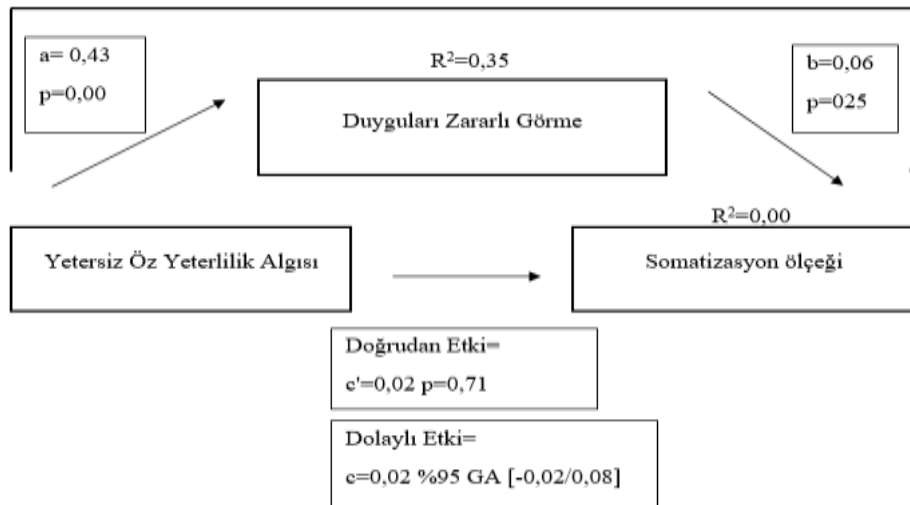 a= 0,43
p=0,00
R²=0,35
b=0,06
p=025
Duyguları Zararlı Görme
R²=0,00
Yetersiz Öz Yeterlilik Algısı
Somatizasyon ölçeği
Doğrudan Etki=
c'=0,02 p=0,71
Dolaylı Etki=
c=0,02 %95 GA [-0,02/0,08]